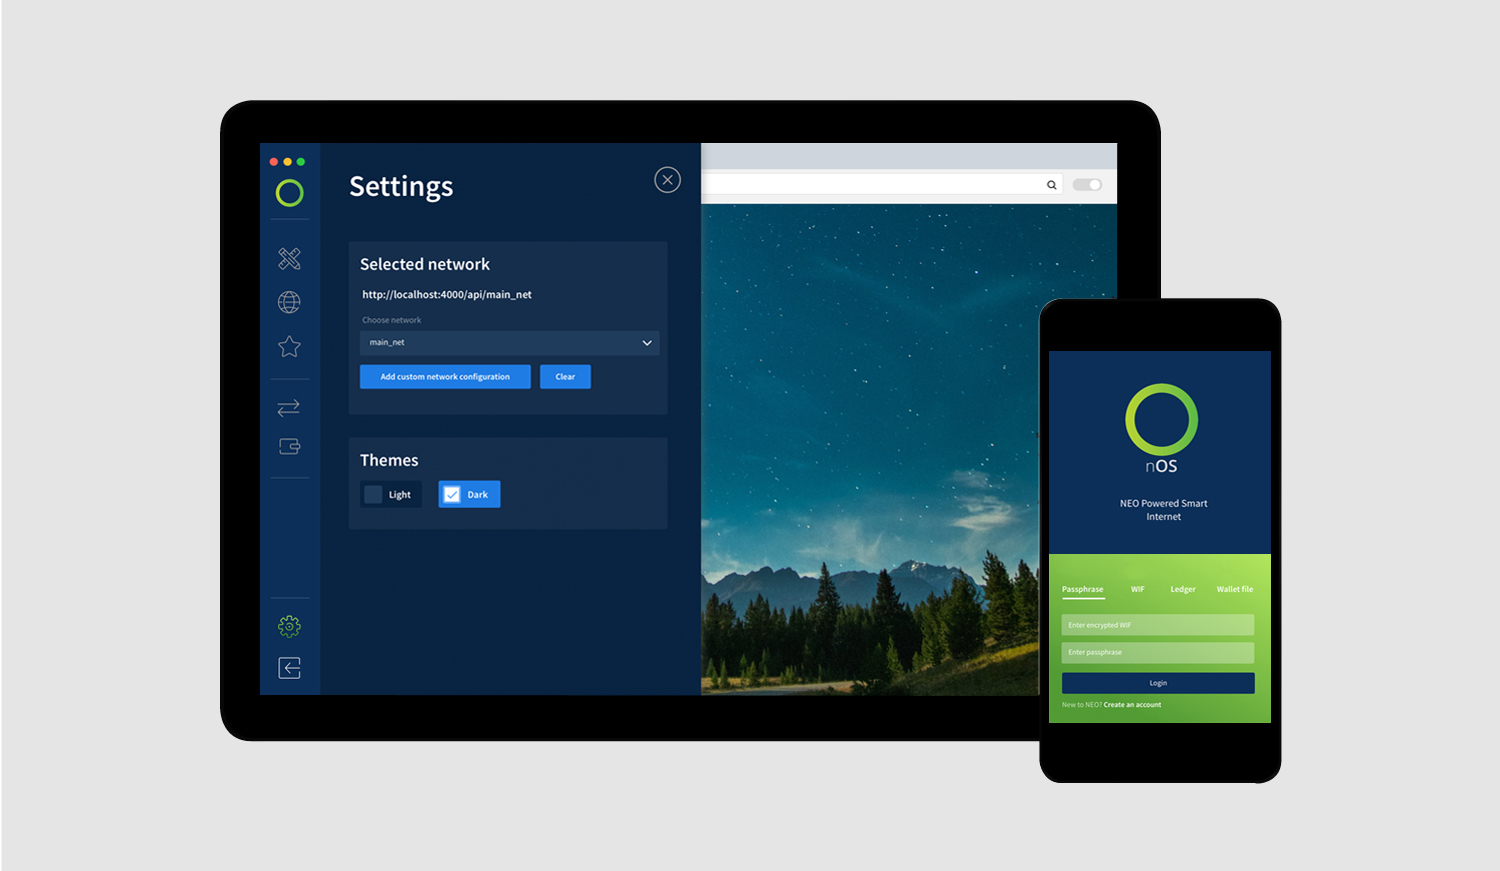 Settings
Selected network
http://localhost:4000/api/main_net
Choose network
main_net
Add custom network configuration
Clear
Themes
Light
Dark
nOS
NEO Powered Smart
Internet
Passphrase
WIF
Ledger
Wallet file
Enter encrypted WIF
Enter passphrase
Login
New to NEO? Create an account